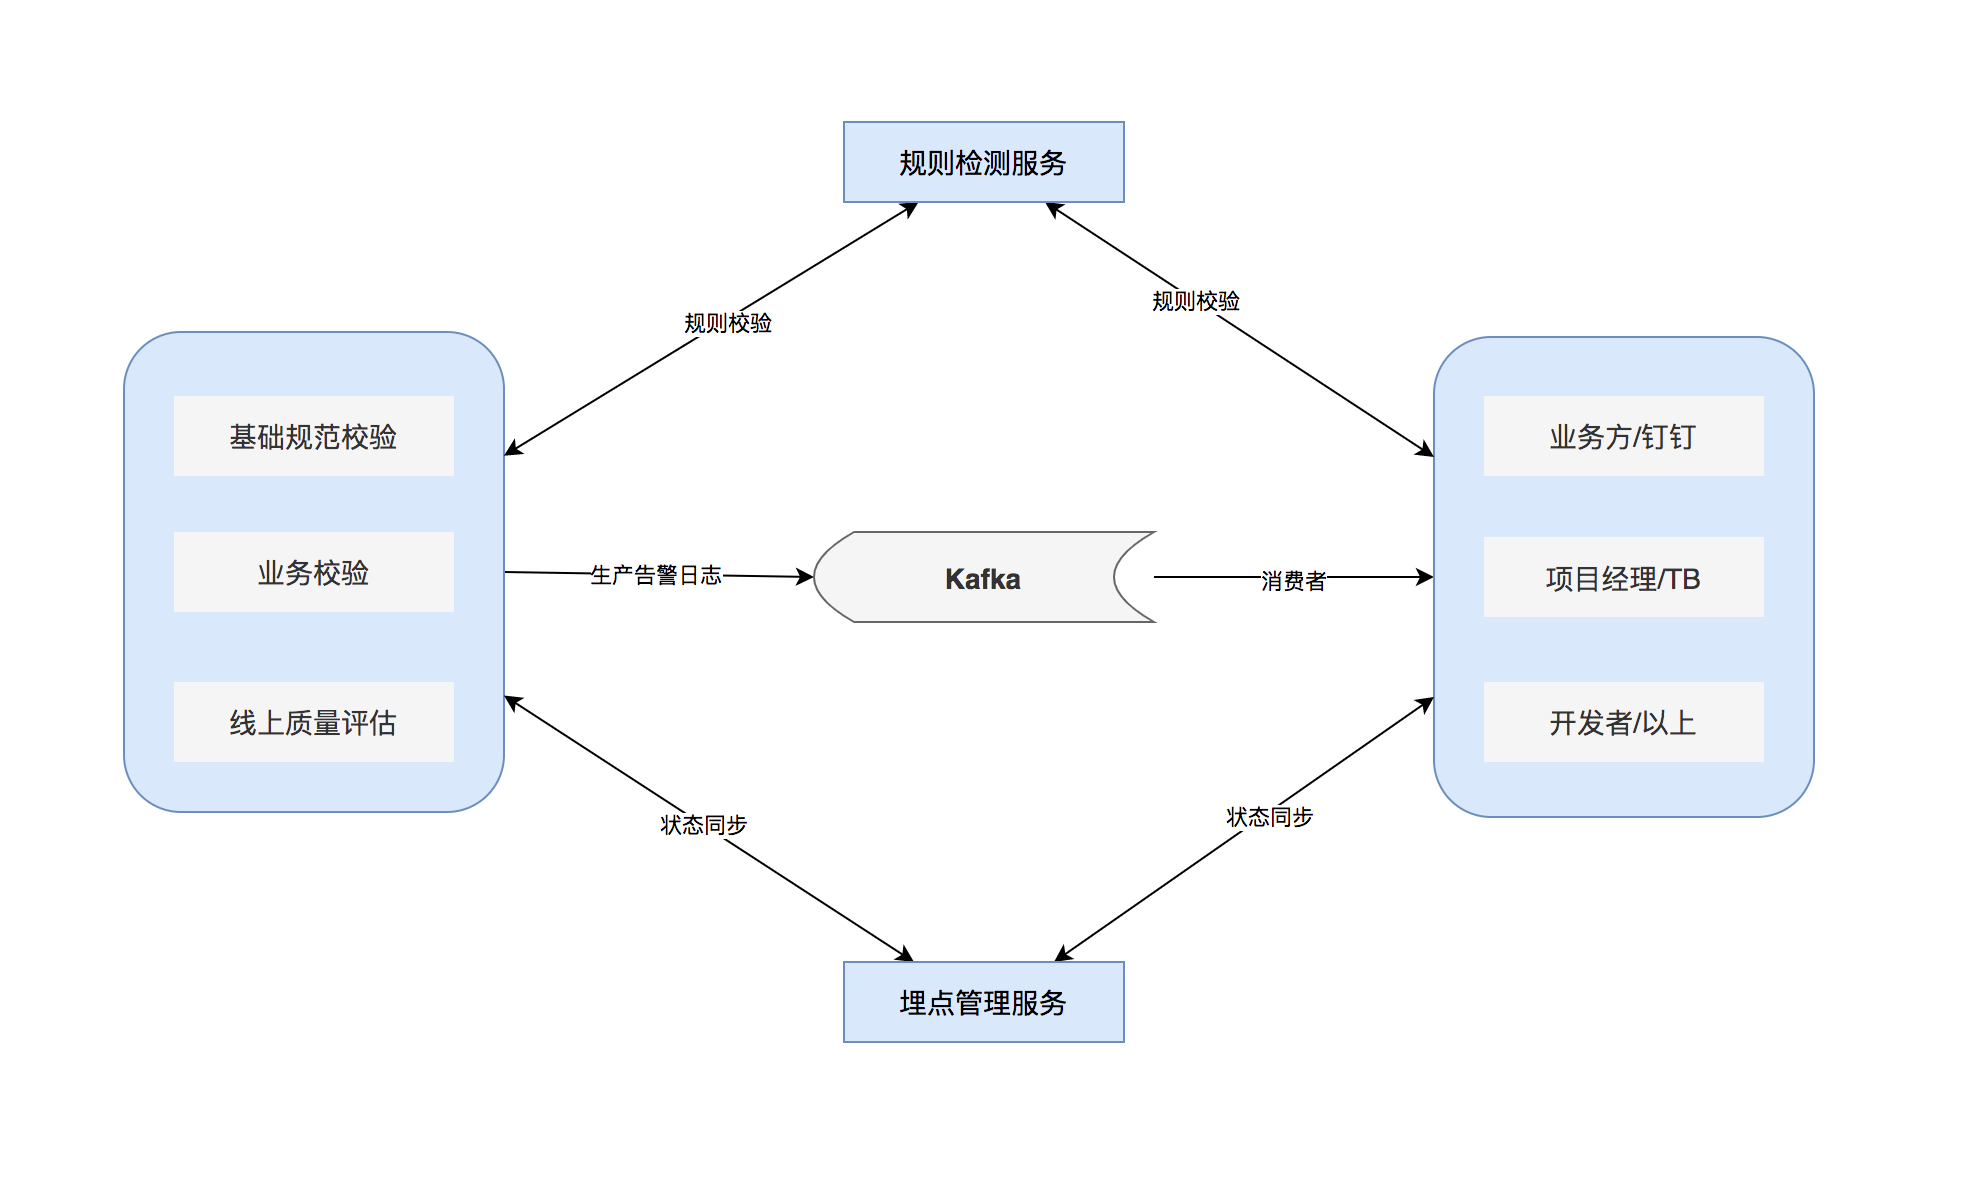 规则检测服务
规则校验
规则校验
基础规范校验
业务校验
线上质量评估
生产告警日志
Kafka
消费者
业务方/钉钉
项目经理/TB
开发者/以上
状态同步
状态同步
埋点管理服务